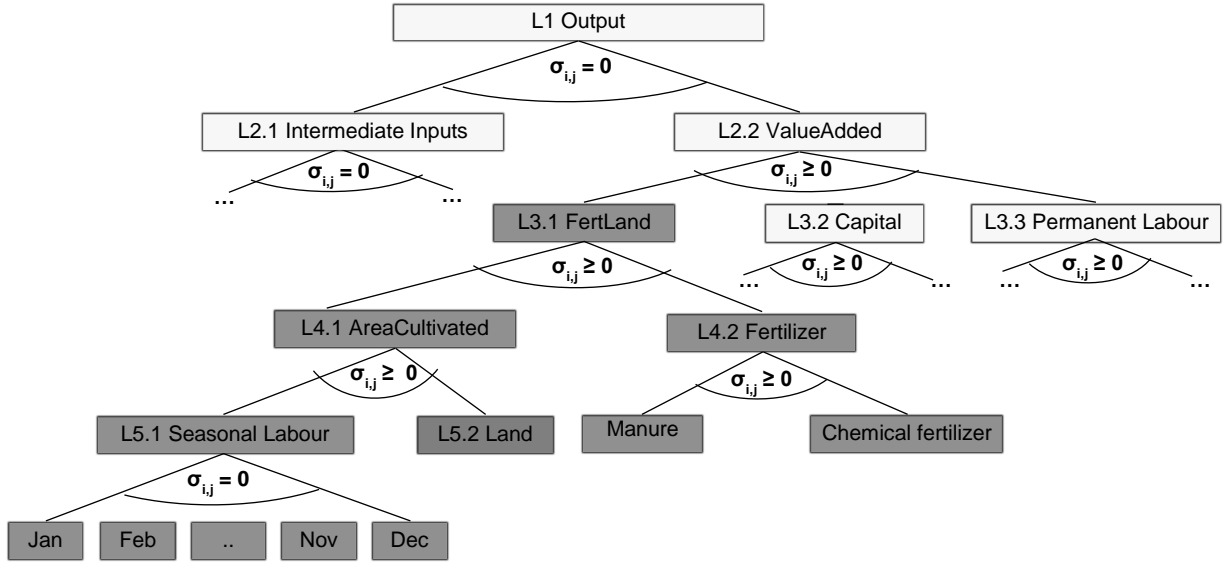 L1 Output
σi,j = 0
L2.1 Intermediate Inputs
L2.2 ValueAdded
σi,j = 0
σi,j ≥ 0
...
...
L3.1 FertLand
L3.2 Capital
L3.3 Permanent Labour
σi,j ≥ 0
σi,j ≥ 0
σi,j ≥ 0
...
...
...
...
L4.1 AreaCultivated
L4.2 Fertilizer
σi,j ≥ 0
σi,j ≥ 0
L5.1 Seasonal Labour
L5.2 Land
Manure
Chemical fertilizer
σi,j = 0
Jan
Feb
..
Nov
Dec